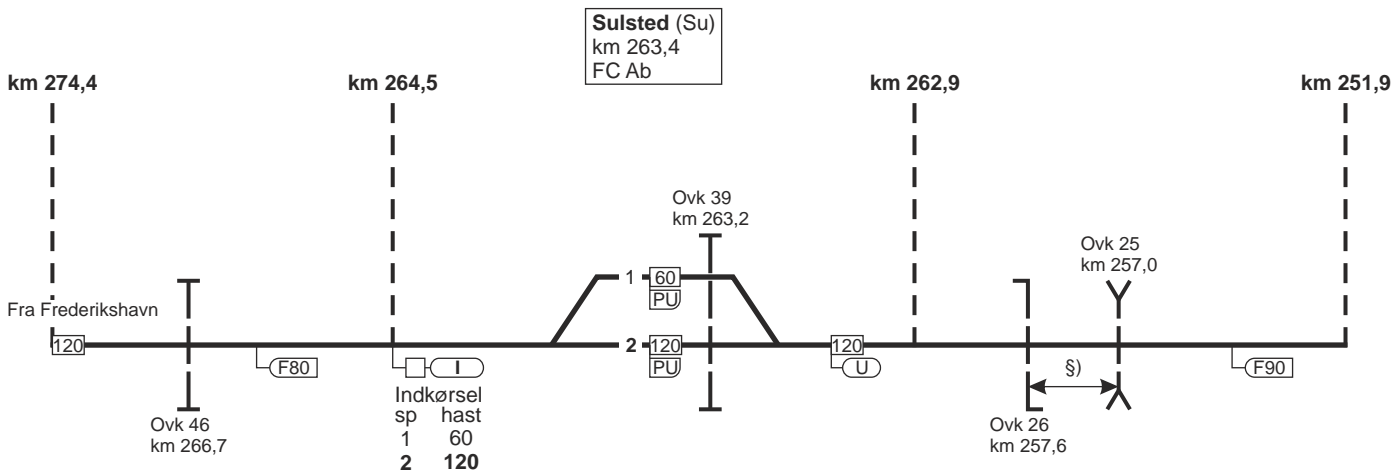 Sulsted (Su)
km 263,4
FC Ab
km 274,4
km 264,5
km 262,9
km 251,9
Ovk 39
km 263,2
Ovk 25
km 257,0
1 60
PU
Fra Frederikshavn
120
2 120
PU
120
F80
I
U
§)
F90
Indkørsel
sp hast
1 60
2 120
Ovk 46
km 266,7
Ovk 26
km 257,6